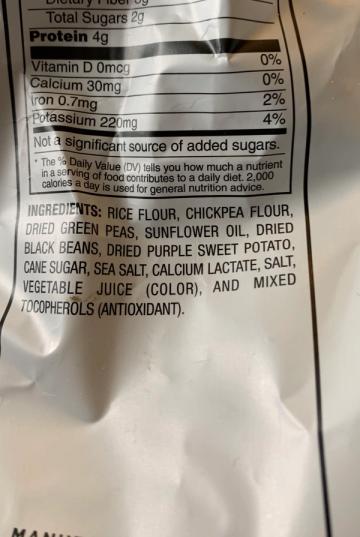 Dietary Fiber 3g
Total Sugars 2g
Protein 4g
Vitamin D 0mcg 0%
Calcium 30mg 0%
Iron 0.7mg 2%
Potassium 220mg 4%
Not a significant source of added sugars.
* The % Daily Value (DV) tells you how much a nutrient
in a serving of food contributes to a daily diet. 2,000
calories a day is used for general nutrition advice.
INGREDIENTS: RICE FLOUR, CHICKPEA FLOUR,
DRIED GREEN PEAS, SUNFLOWER OIL, DRIED
BLACK BEANS, DRIED PURPLE SWEET POTATO,
CANE SUGAR, SEA SALT, CALCIUM LACTATE, SALT,
VEGETABLE JUICE (COLOR), AND MIXED
TOCOPHEROLS (ANTIOXIDANT).